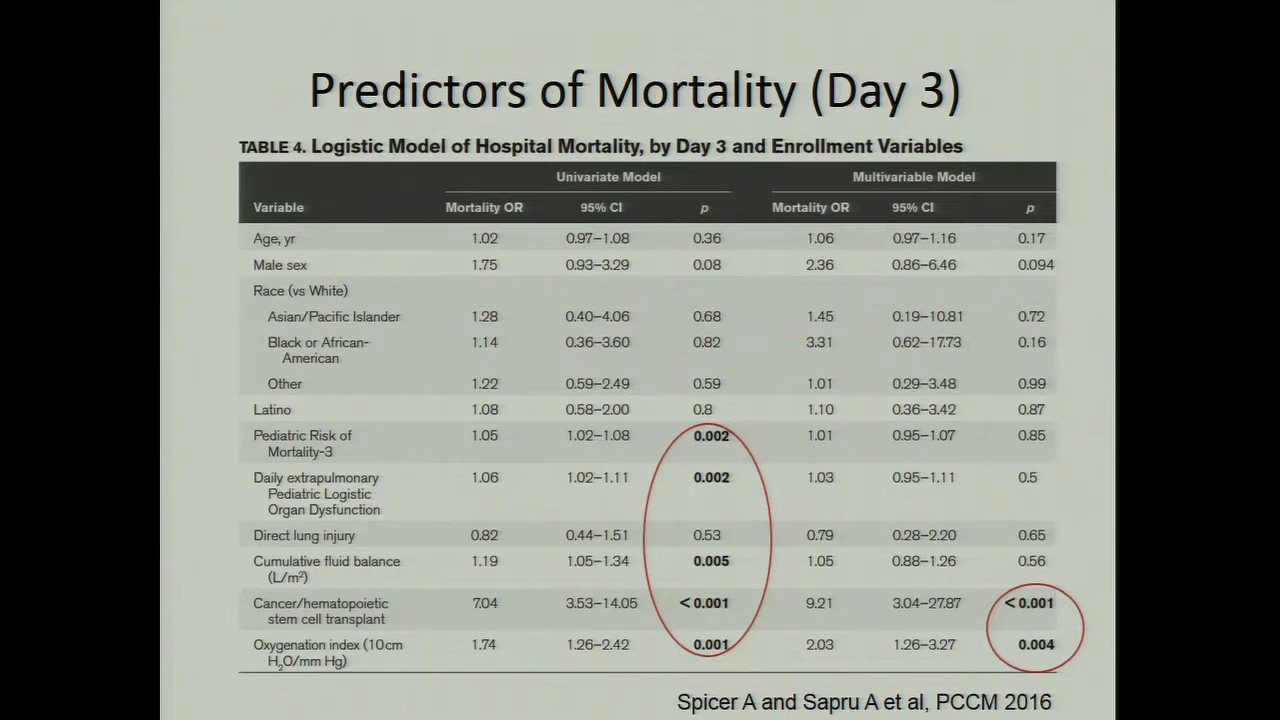 Predictors of Mortality (Day 3)
TABLE 4. Logistic Model of Hospital Mortality, by Day 3 and Enrollment Variables
Univariate Model Multivariable Model
Variable Mortality OR 95% CI p Mortality OR 95% CI p
Age, yr 1.02 0.97–1.08 0.36 1.06 0.97–1.16 0.17
Male sex 1.75 0.93–3.29 0.08 2.36 0.86–6.46 0.094
Race (vs White)
Asian/Pacific Islander 1.28 0.40–4.06 0.68 1.45 0.19–10.81 0.72
Black or African- 1.14 0.36–3.60 0.82 3.31 0.62–17.73 0.16
American
Other 1.22 0.59–2.49 0.59 1.01 0.29–3.48 0.99
Latino 1.08 0.58–2.00 0.8 1.10 0.36–3.42 0.87
Pediatric Risk of 1.05 1.02–1.08 0.002 1.01 0.95–1.07 0.85
Mortality-3
Daily extrapulmonary 1.06 1.02–1.11 0.002 1.03 0.95–1.11 0.5
Pediatric Logistic
Organ Dysfunction
Direct lung injury 0.82 0.44–1.51 0.53 0.79 0.28–2.20 0.65
Cumulative fluid balance 1.19 1.05–1.34 0.005 1.05 0.88–1.26 0.56
(L/m²)
Cancer/hematopoietic 7.04 3.53–14.05 < 0.001 9.21 3.04–27.87 < 0.001
stem cell transplant
Oxygenation index (10 cm 1.74 1.26–2.42 0.001 2.03 1.26–3.27 0.004
H₂O/mm Hg)
Spicer A and Sapru A et al, PCCM 2016